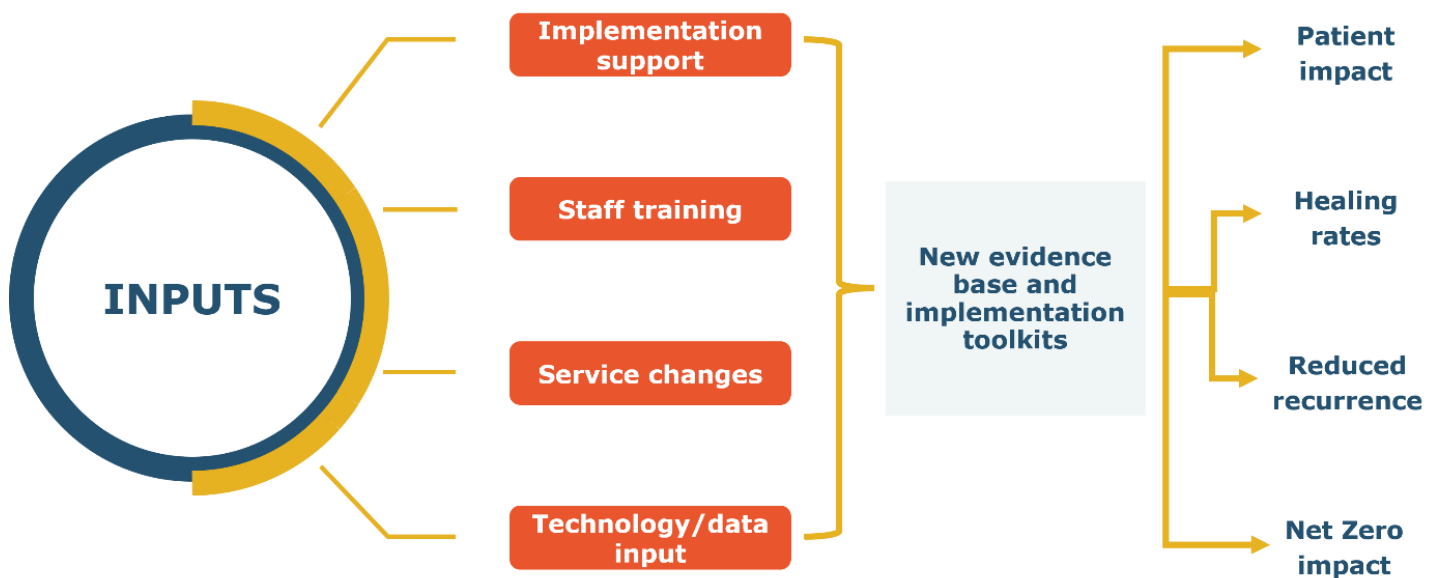 INPUTS
Implementation
support
Staff training
Service changes
Technology/data
input
New evidence
base and
implementation
toolkits
Patient
impact
Healing
rates
Reduced
recurrence
Net Zero
impact